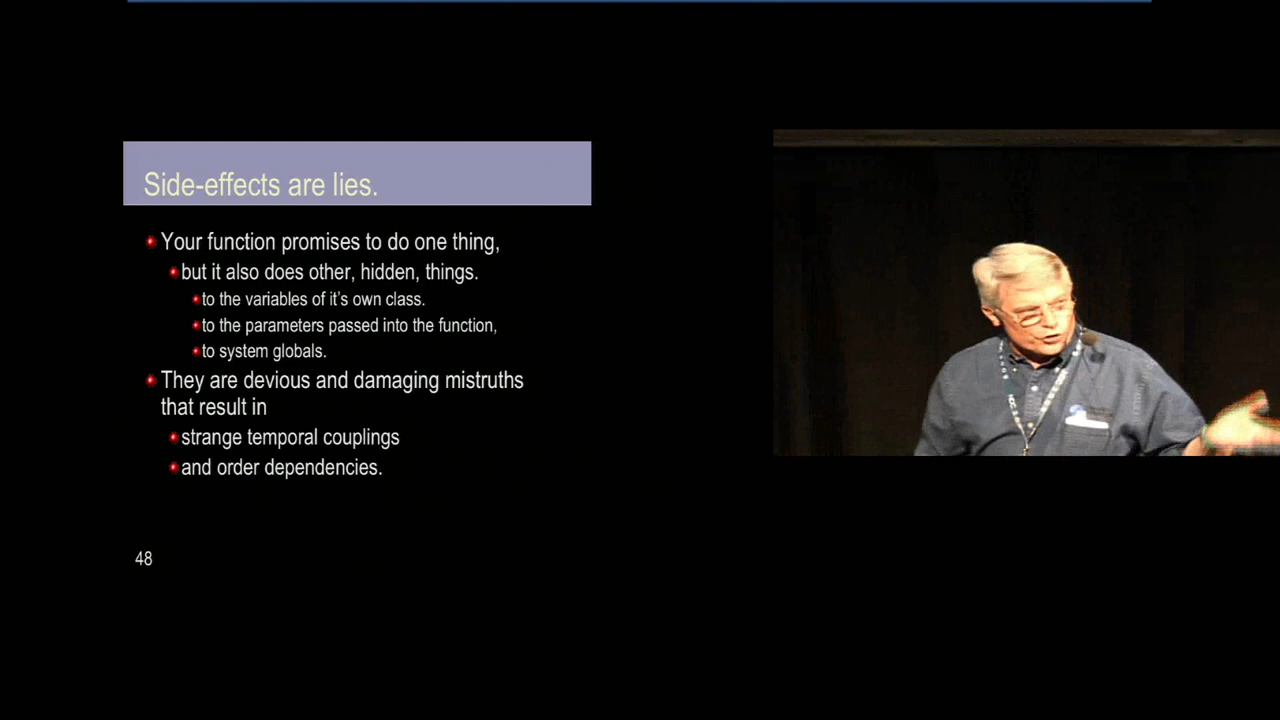 Side-effects are lies.
Your function promises to do one thing,
but it also does other, hidden, things.
to the variables of it's own class.
to the parameters passed into the function,
to system globals.
They are devious and damaging mistruths
that result in
strange temporal couplings
and order dependencies.
48